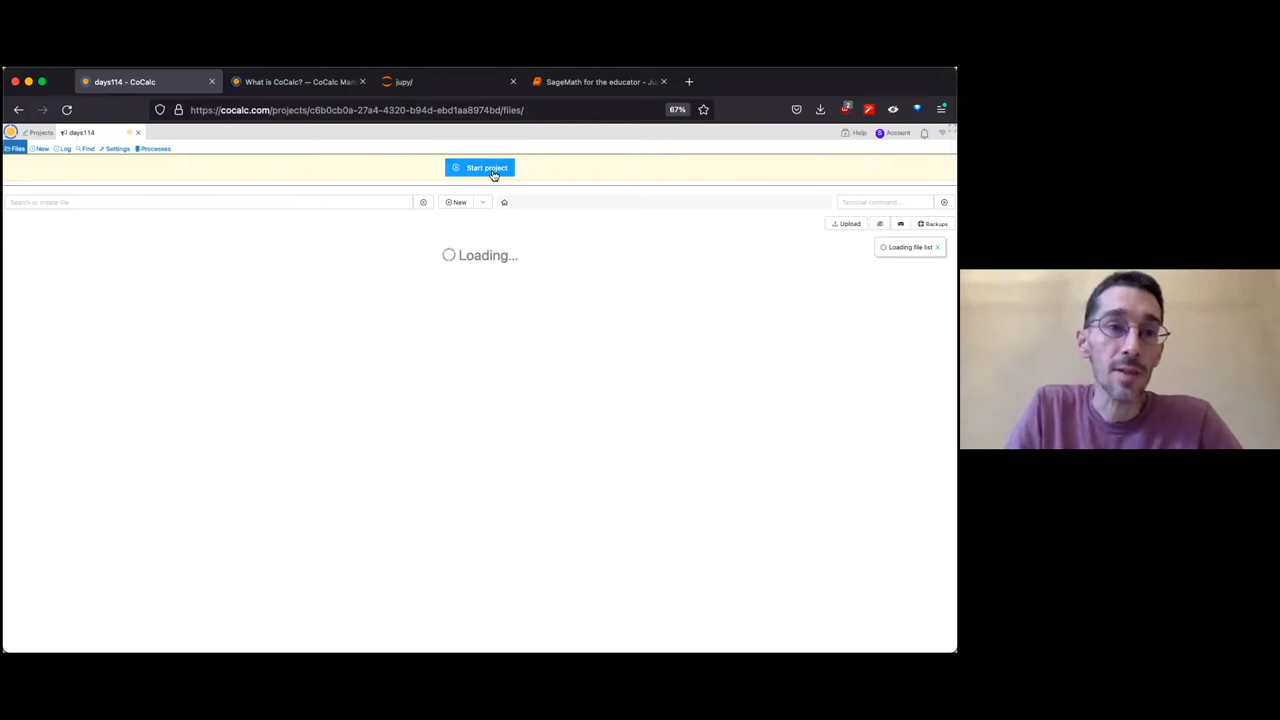 days114 - CoCalc
What is CoCalc? — CoCalc Man
jupy/
SageMath for the educator - Ju
https://cocalc.com/projects/c6b0cb0a-27a4-4320-b94d-ebd1aa8974bd/files/
67%
2
Projects
days114
Help
Account
Files
New
Log
Find
Settings
Processes
Start project
Search or create file
New
Terminal command...
Upload
Backups
Loading file list
Loading...